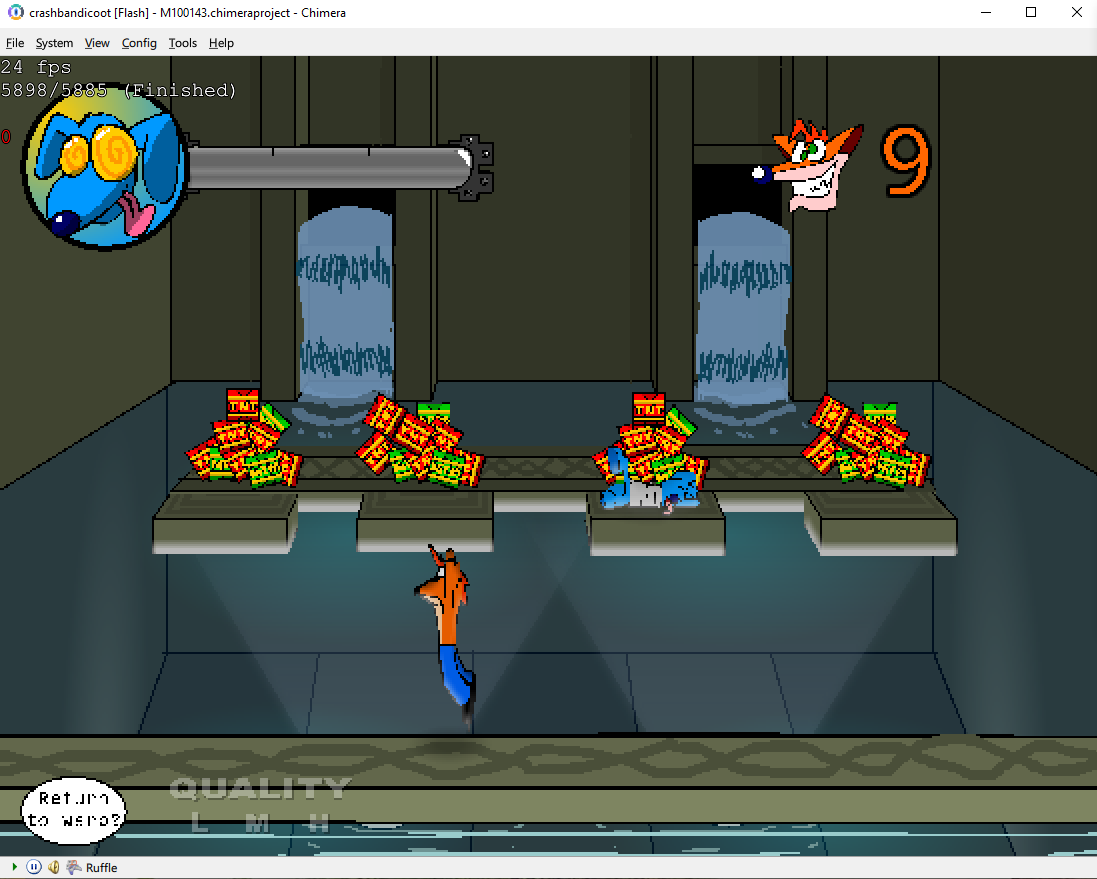 crashbandicoot [Flash] - M100143.chimeraproject - Chimera
File System View Config Tools Help
24 fps
5898/5885 (Finished)
0
9
TNT
TNT
QUALITY
L M H
Return
to warp?
Ruffle